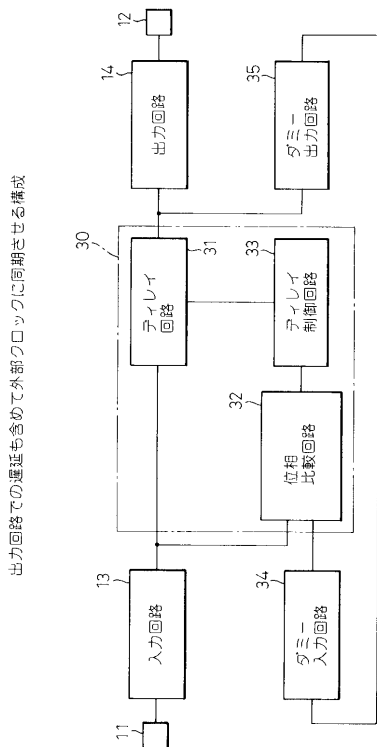 出力回路での遅延も含めて外部クロックに同期させる構成
11
13
入力回路
30
31
ディレイ
回路
14
出力回路
12
32
位相
比較回路
33
ディレイ
制御回路
34
ダミー
入力回路
35
ダミー
出力回路